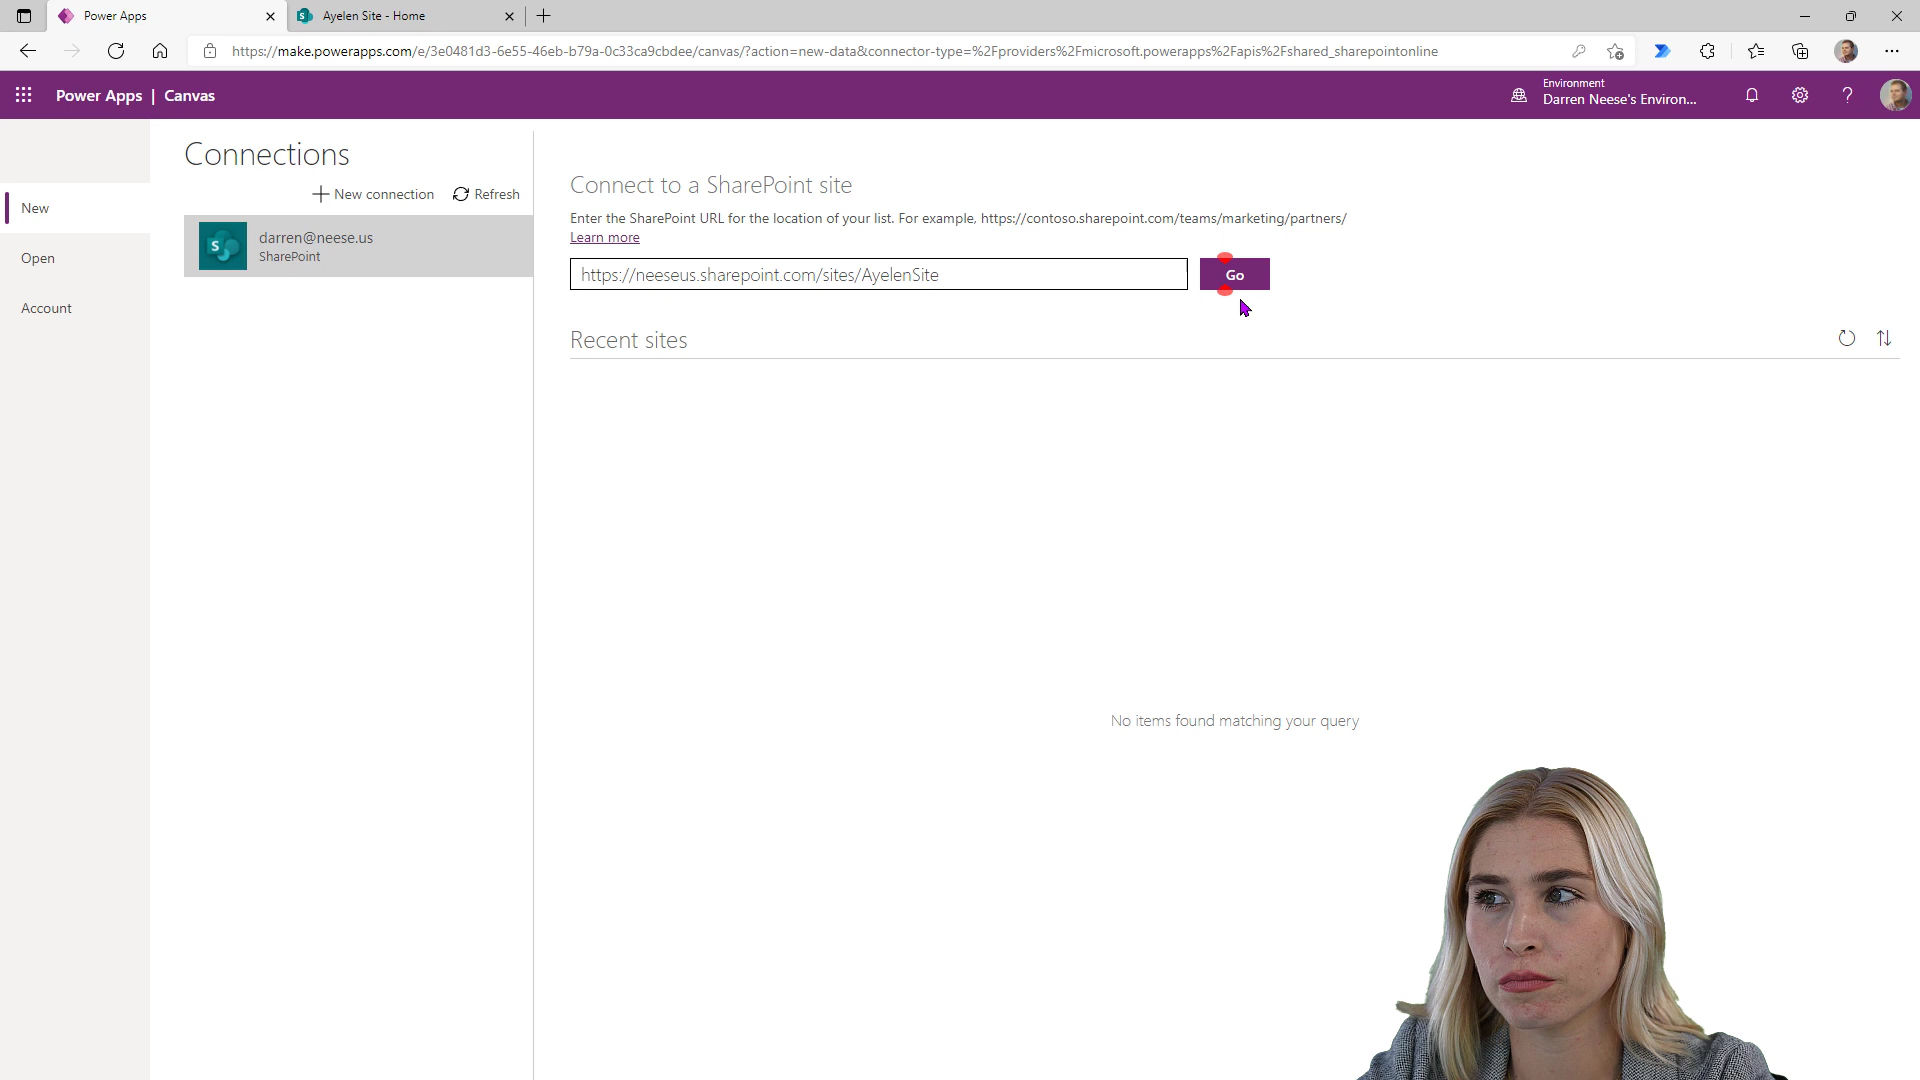 Power Apps
Ayelen Site - Home
https://make.powerapps.com/e/3e0481d3-6e55-46eb-b79a-0c33ca9cbdee/canvas/?action=new-data&connector-type=%2Fproviders%2Fmicrosoft.powerapps%2Fapis%2Fshared_sharepointonline
Power Apps | Canvas
Environment
Darren Neese's Environ...
New
Open
Account
Connections
New connection
Refresh
S
darren@neese.us
SharePoint
Connect to a SharePoint site
Enter the SharePoint URL for the location of your list. For example, https://contoso.sharepoint.com/teams/marketing/partners/
Learn more
https://neeseus.sharepoint.com/sites/AyelenSite
Go
Recent sites
No items found matching your query